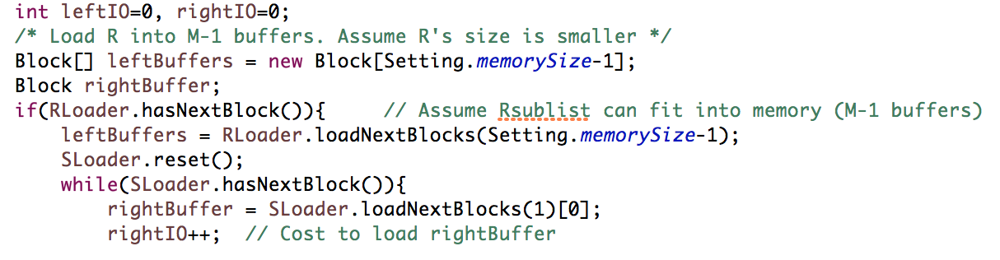 int leftIO=0, rightIO=0;
/* Load R into M-1 buffers. Assume R's size is smaller */
Block[] leftBuffers = new Block[Setting.memorySize-1];
Block rightBuffer;
if(RLoader.hasNextBlock()){     // Assume Rsublist can fit into memory (M-1 buffers)
    leftBuffers = RLoader.loadNextBlocks(Setting.memorySize-1);
    SLoader.reset();
    while(SLoader.hasNextBlock()){
        rightBuffer = SLoader.loadNextBlocks(1)[0];
        rightIO++;  // Cost to load rightBuffer